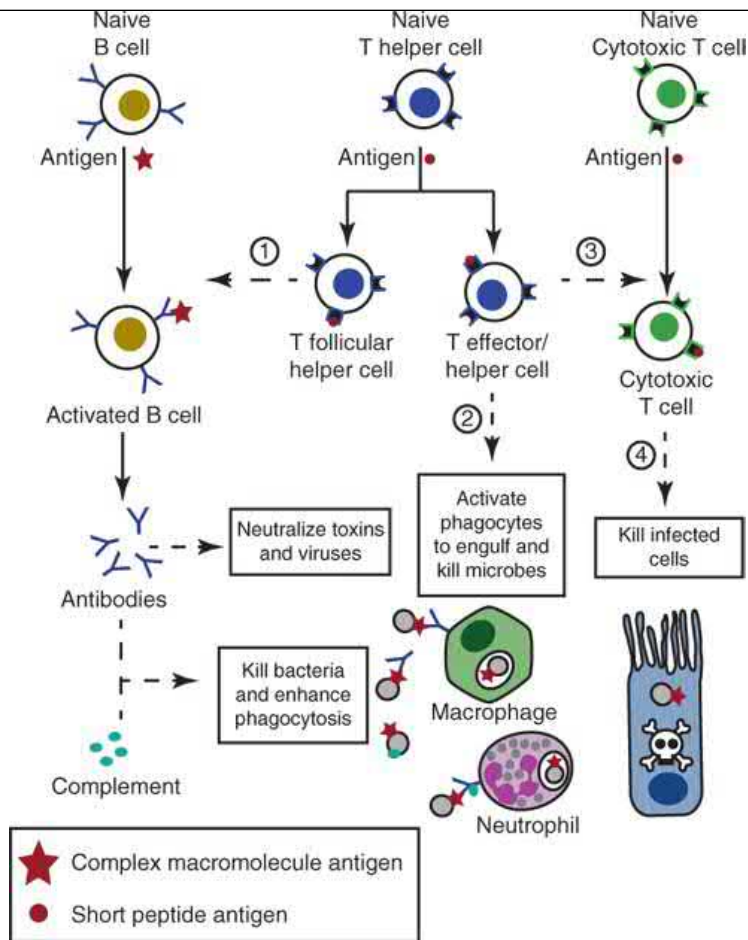 Naive
B cell
Naive
T helper cell
Naive
Cytotoxic T cell
Antigen
Antigen
Antigen
1
3
T follicular
helper cell
T effector/
helper cell
Cytotoxic
T cell
Activated B cell
2
4
Activate
phagocytes
to engulf and
kill microbes
Neutralize toxins
and viruses
Kill infected
cells
Antibodies
Kill bacteria
and enhance
phagocytosis
Macrophage
Complement
Neutrophil
Complex macromolecule antigen
Short peptide antigen